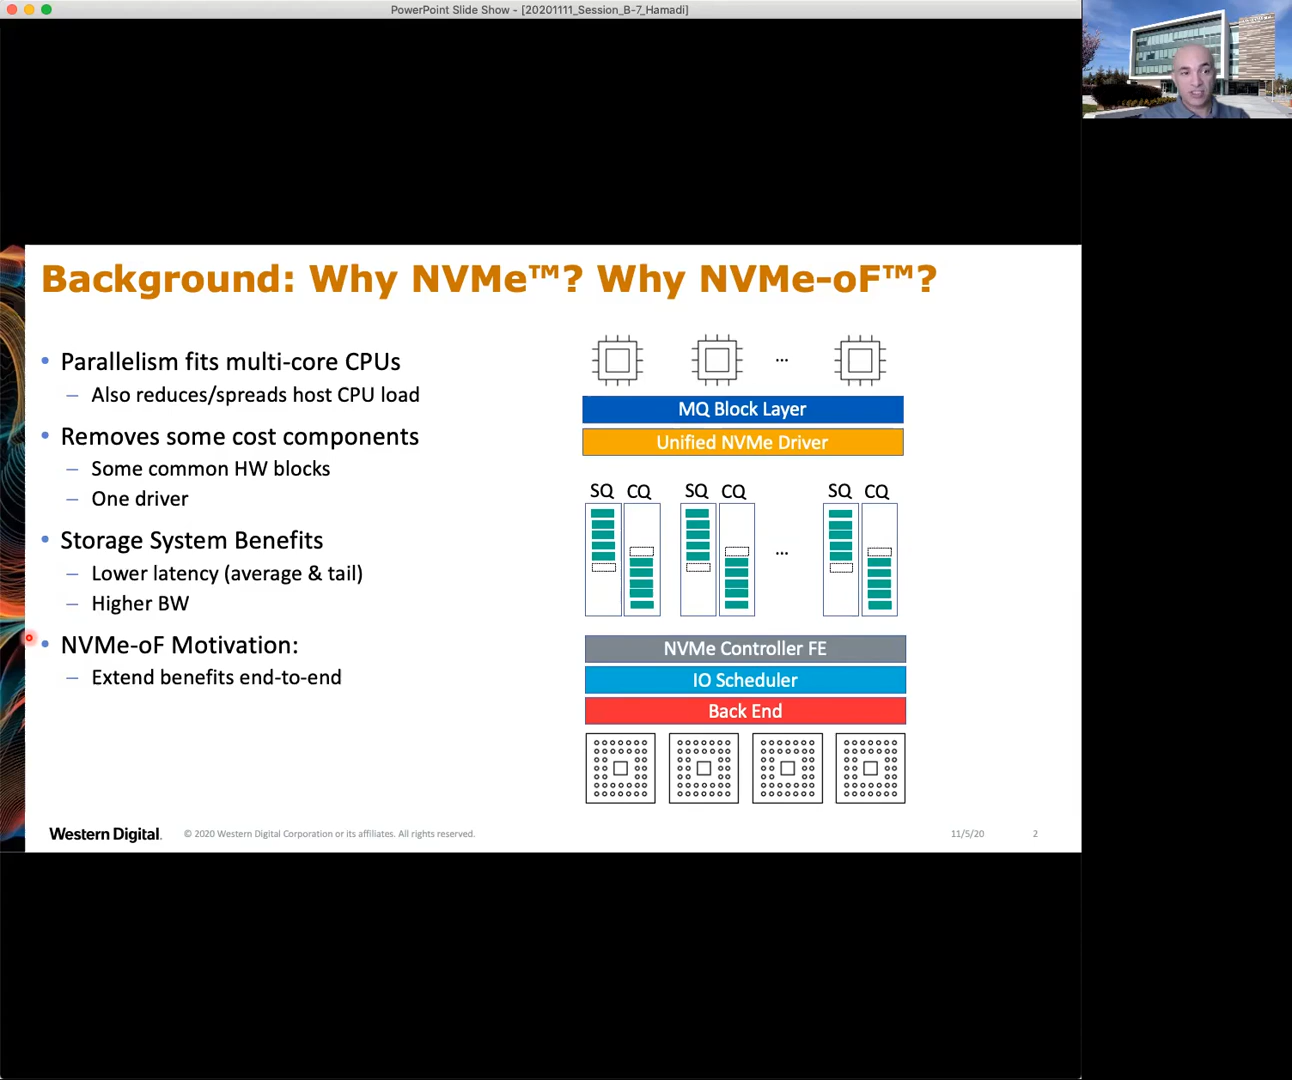 PowerPoint Slide Show - [20201111_Session_B-7_Hamadi]
Background: Why NVMe™? Why NVMe-oF™?
• Parallelism fits multi-core CPUs
– Also reduces/spreads host CPU load
• Removes some cost components
– Some common HW blocks
– One driver
• Storage System Benefits
– Lower latency (average & tail)
– Higher BW
• NVMe-oF Motivation:
– Extend benefits end-to-end
...
MQ Block Layer
Unified NVMe Driver
SQ CQ SQ CQ SQ CQ
...
NVMe Controller FE
IO Scheduler
Back End
Western Digital. © 2020 Western Digital Corporation or its affiliates. All rights reserved. 11/5/20 2